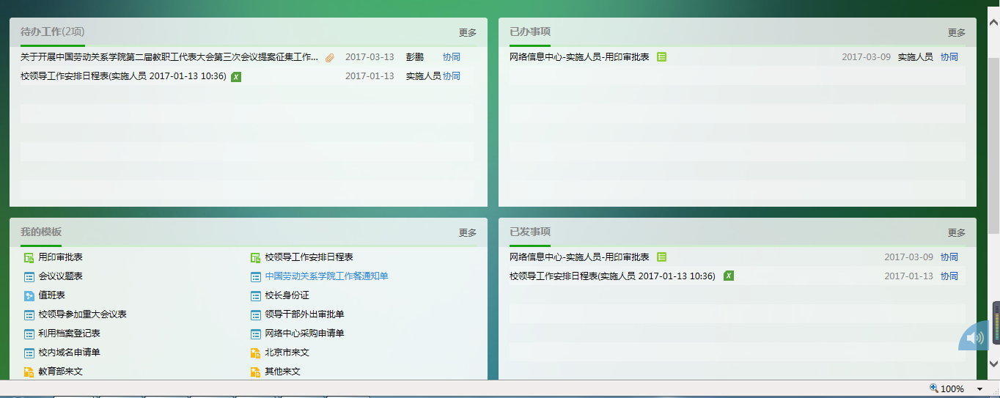 待办工作(2项) 更多
关于开展中国劳动关系学院第二届教职工代表大会第三次会议提案征集工作... 2017-03-13 彭鹏 协同
校领导工作安排日程表(实施人员 2017-01-13 10:36) 2017-01-13 实施人员 协同
已办事项 更多
网络信息中心-实施人员-用印审批表 2017-03-09 实施人员 协同
我的模板 更多
用印审批表 校领导工作安排日程表
会议议题表 中国劳动关系学院工作餐通知单
值班表 校长身份证
校领导参加重大会议表 领导干部外出审批单
利用档案登记表 网络中心采购申请单
校内域名申请单 北京市来文
教育部来文 其他来文
已发事项 更多
网络信息中心-实施人员-用印审批表 2017-03-09 协同
校领导工作安排日程表(实施人员 2017-01-13 10:36) 2017-01-13 协同
100%